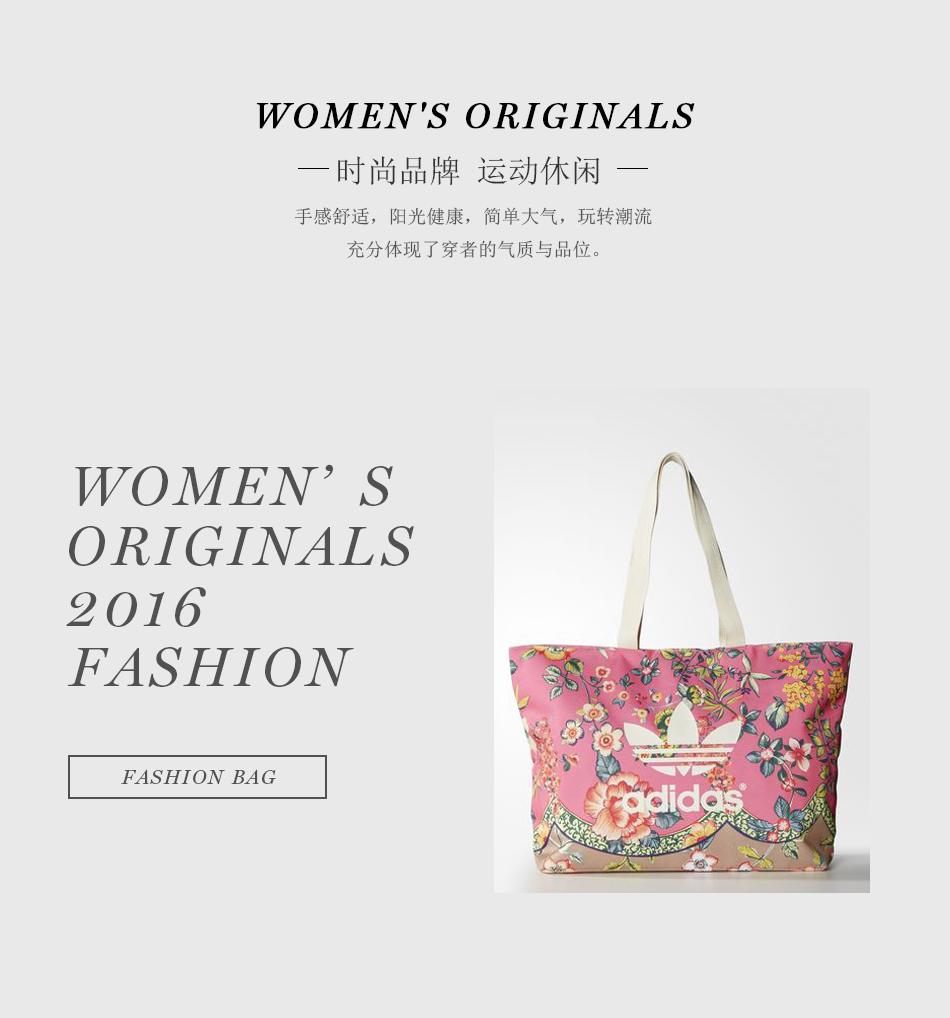 WOMEN'S ORIGINALS
时尚品牌 运动休闲
手感舒适，阳光健康，简单大气，玩转潮流
充分体现了穿者的气质与品位。
WOMEN’ S
ORIGINALS
2016
FASHION
FASHION BAG
adidas®